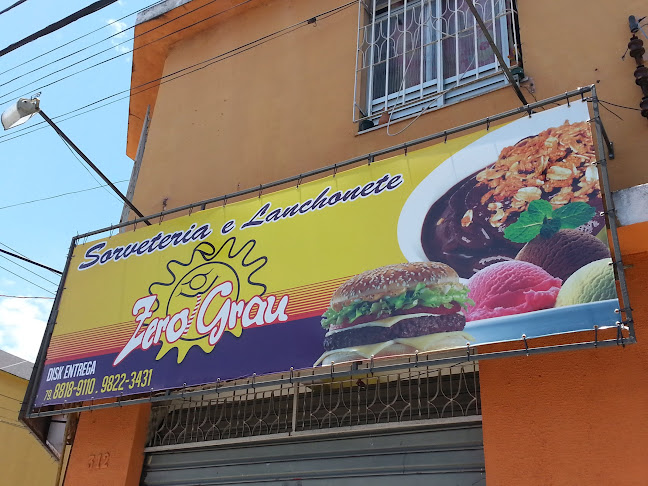 Sorveteria e Lanchonete
Zero Grau
DISK ENTREGA
79. 8818-9110 . 9822-3431
312